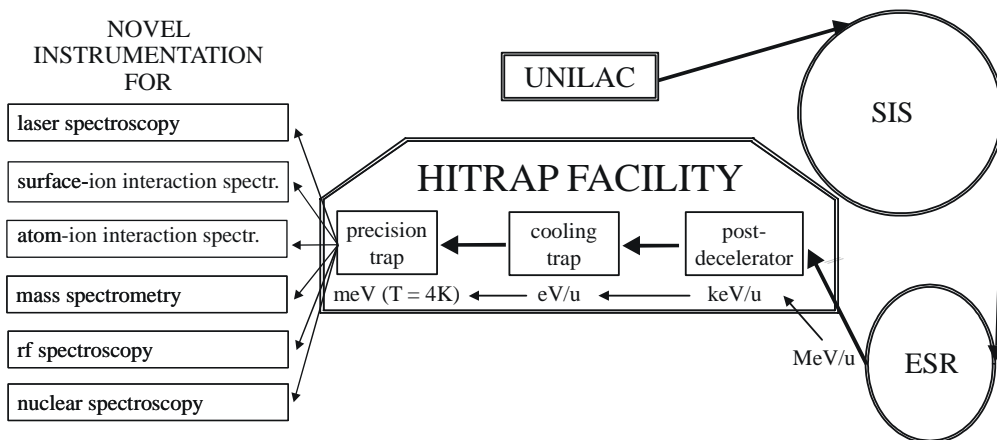 NOVEL
INSTRUMENTATION
FOR
laser spectroscopy
surface-ion interaction spectr.
atom-ion interaction spectr.
mass spectrometry
rf spectroscopy
nuclear spectroscopy
UNILAC
SIS
HITRAP FACILITY
precision
trap
cooling
trap
post-
decelerator
meV (T = 4K)
eV/u
keV/u
MeV/u
ESR